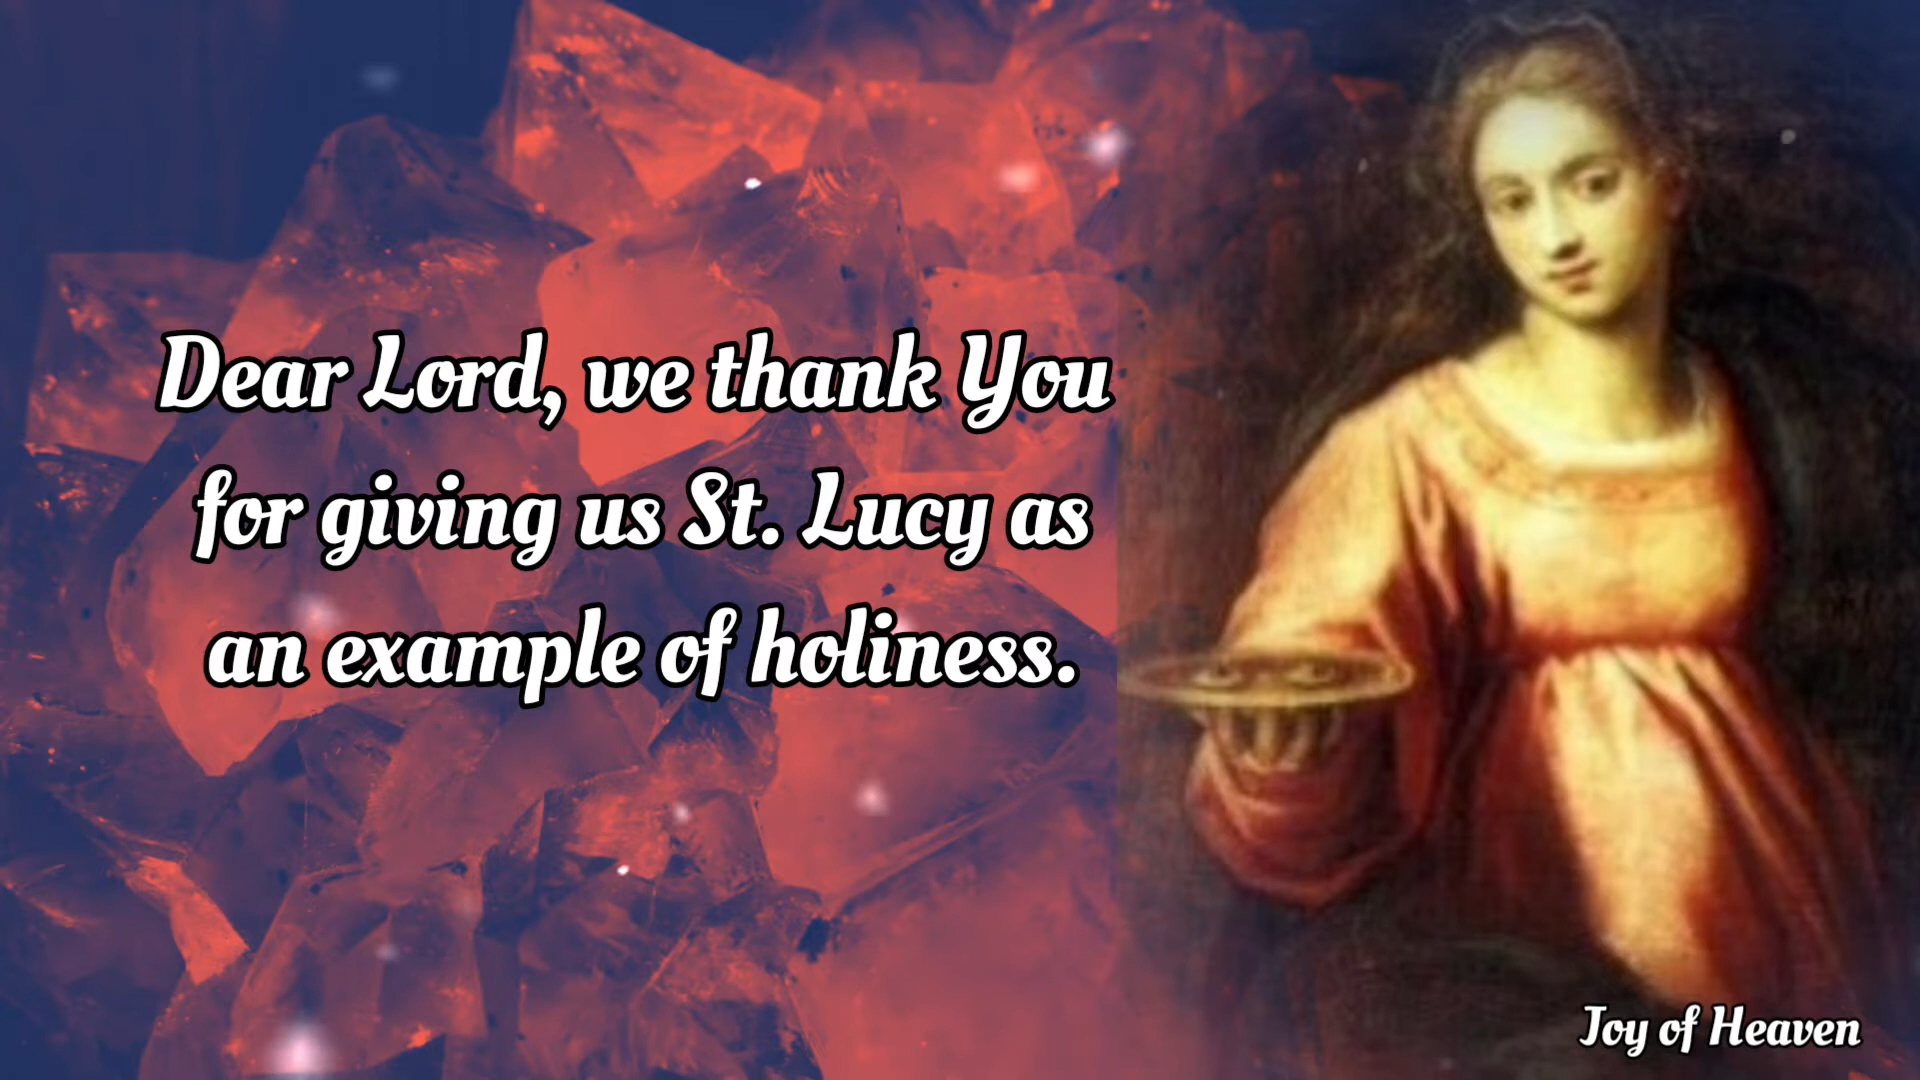 Dear Lord, we thank You
for giving us St. Lucy as
an example of holiness.
Joy of Heaven